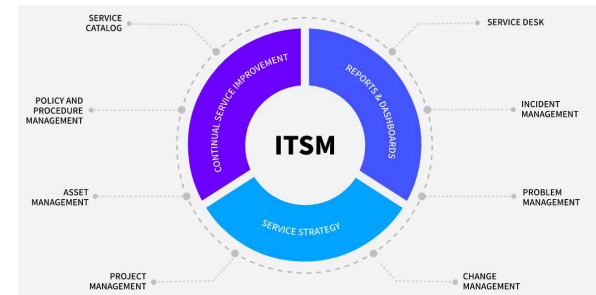 SERVICE
CATALOG
SERVICE DESK
POLICY AND
PROCEDURE
MANAGEMENT
INCIDENT
MANAGEMENT
ASSET
MANAGEMENT
PROBLEM
MANAGEMENT
PROJECT
MANAGEMENT
CHANGE
MANAGEMENT
CONTINUAL SERVICE IMPROVEMENT
REPORTS & DASHBOARDS
SERVICE STRATEGY
ITSM